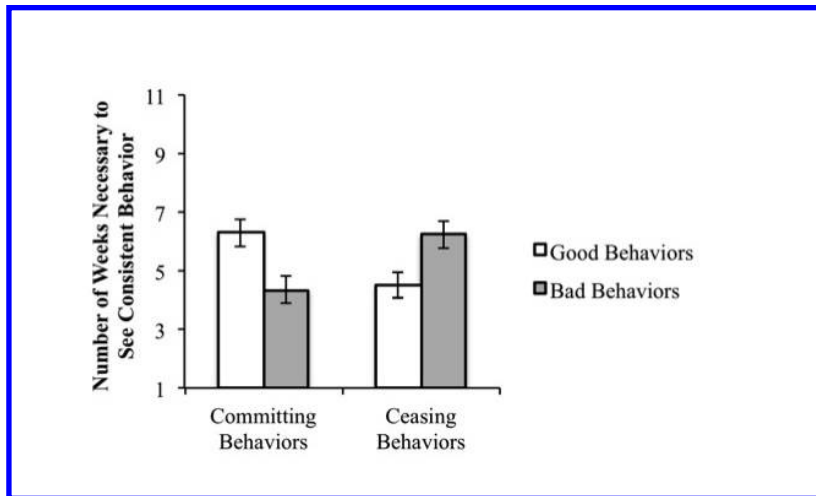 Number of Weeks Necessary to
See Consistent Behavior
11
9
7
5
3
1
Committing
Behaviors
Ceasing
Behaviors
Good Behaviors
Bad Behaviors